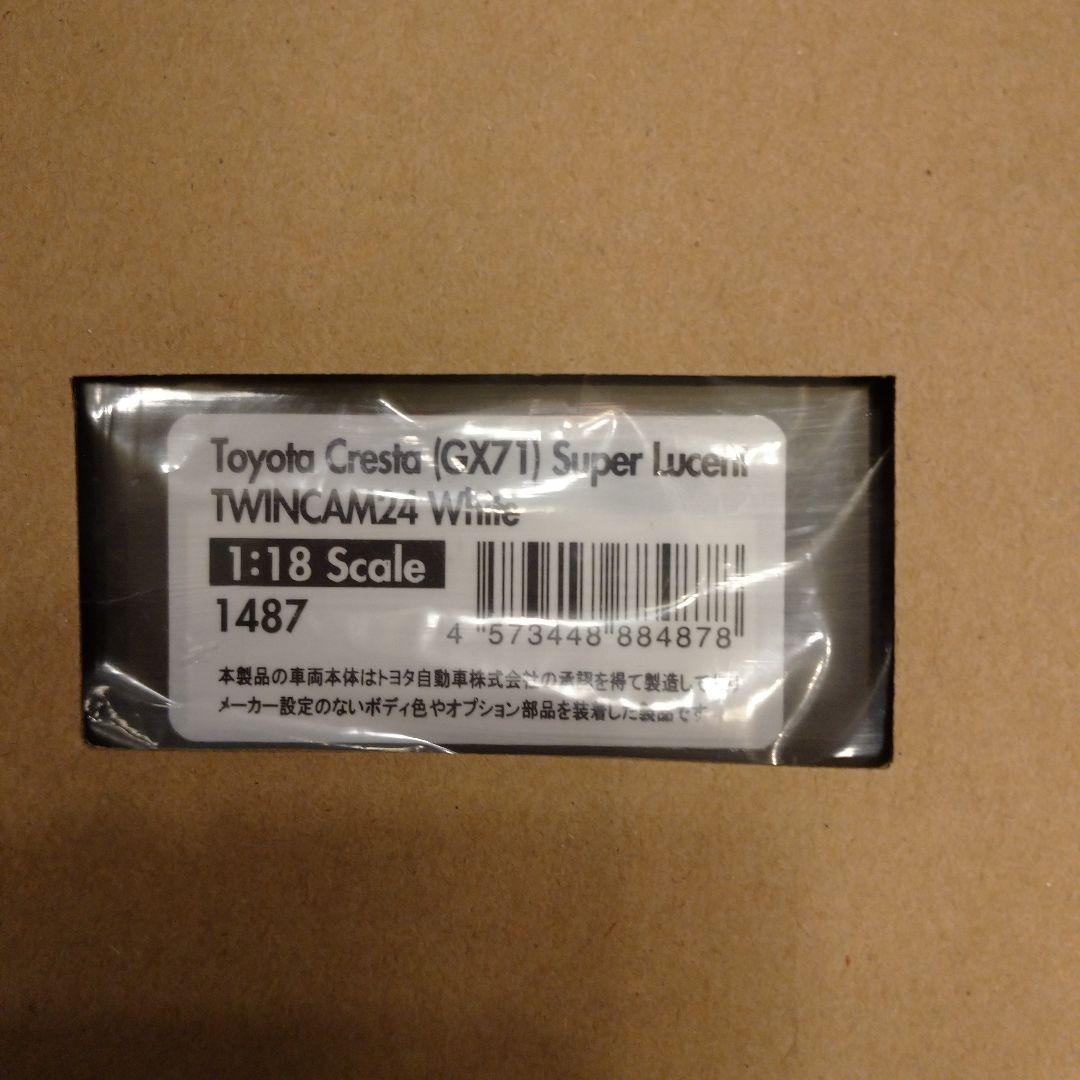 Toyota Cresta (GX71) Super Lucent
TWINCAM24 White
1:18 Scale
1487
4 573448 884878
本製品の車両本体はトヨタ自動車株式会社の承認を得て製造して
メーカー設定のないボディ色やオプション部品を装着した製品です